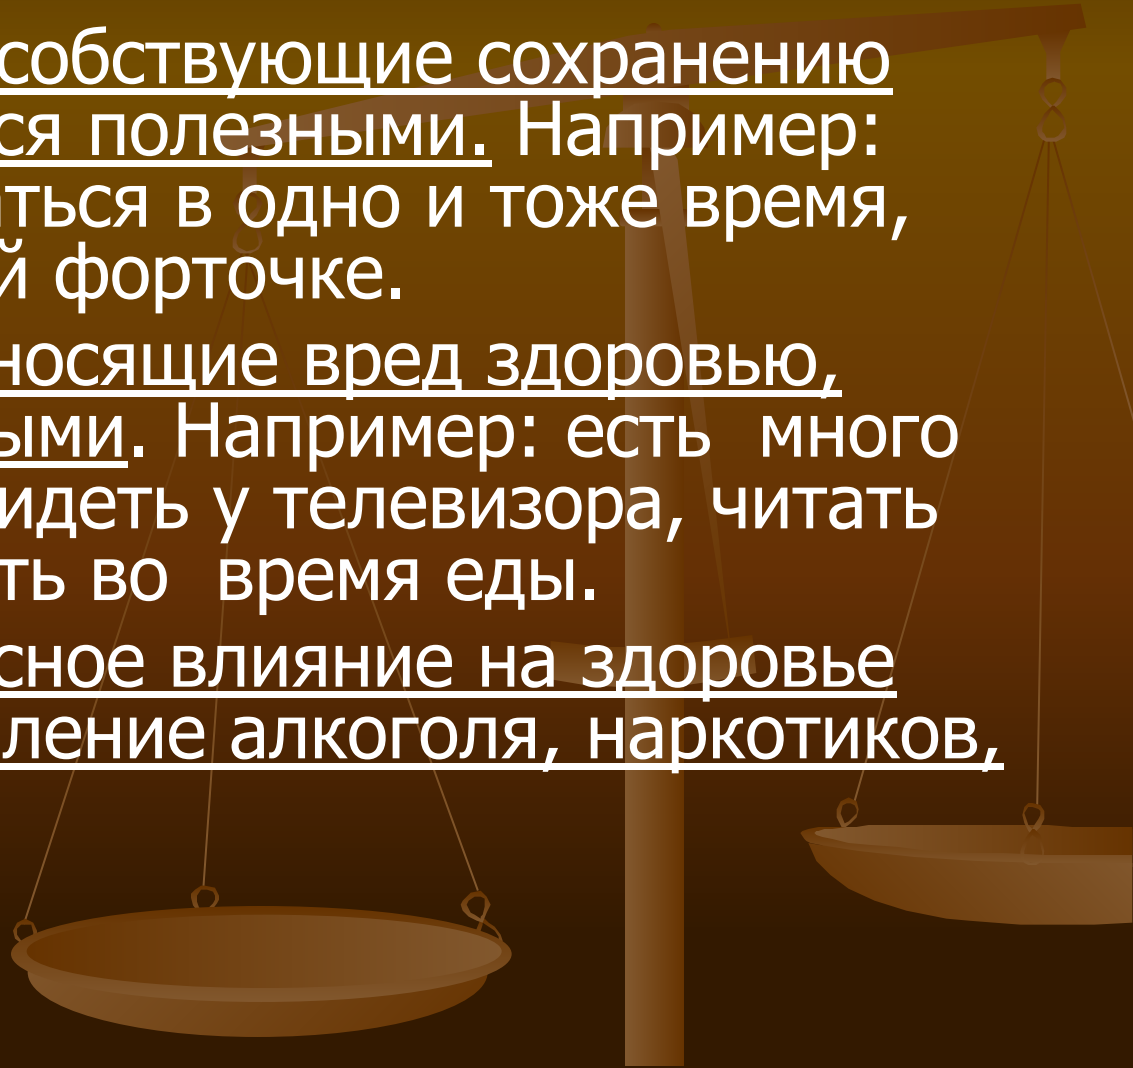 собствующие сохранению
ся полезными. Например:
ться в одно и тоже время,
й форточке.
носящие вред здоровью,
ыми. Например: есть много
идеть у телевизора, читать
ть во время еды.
сное влияние на здоровье
ление алкоголя, наркотиков,